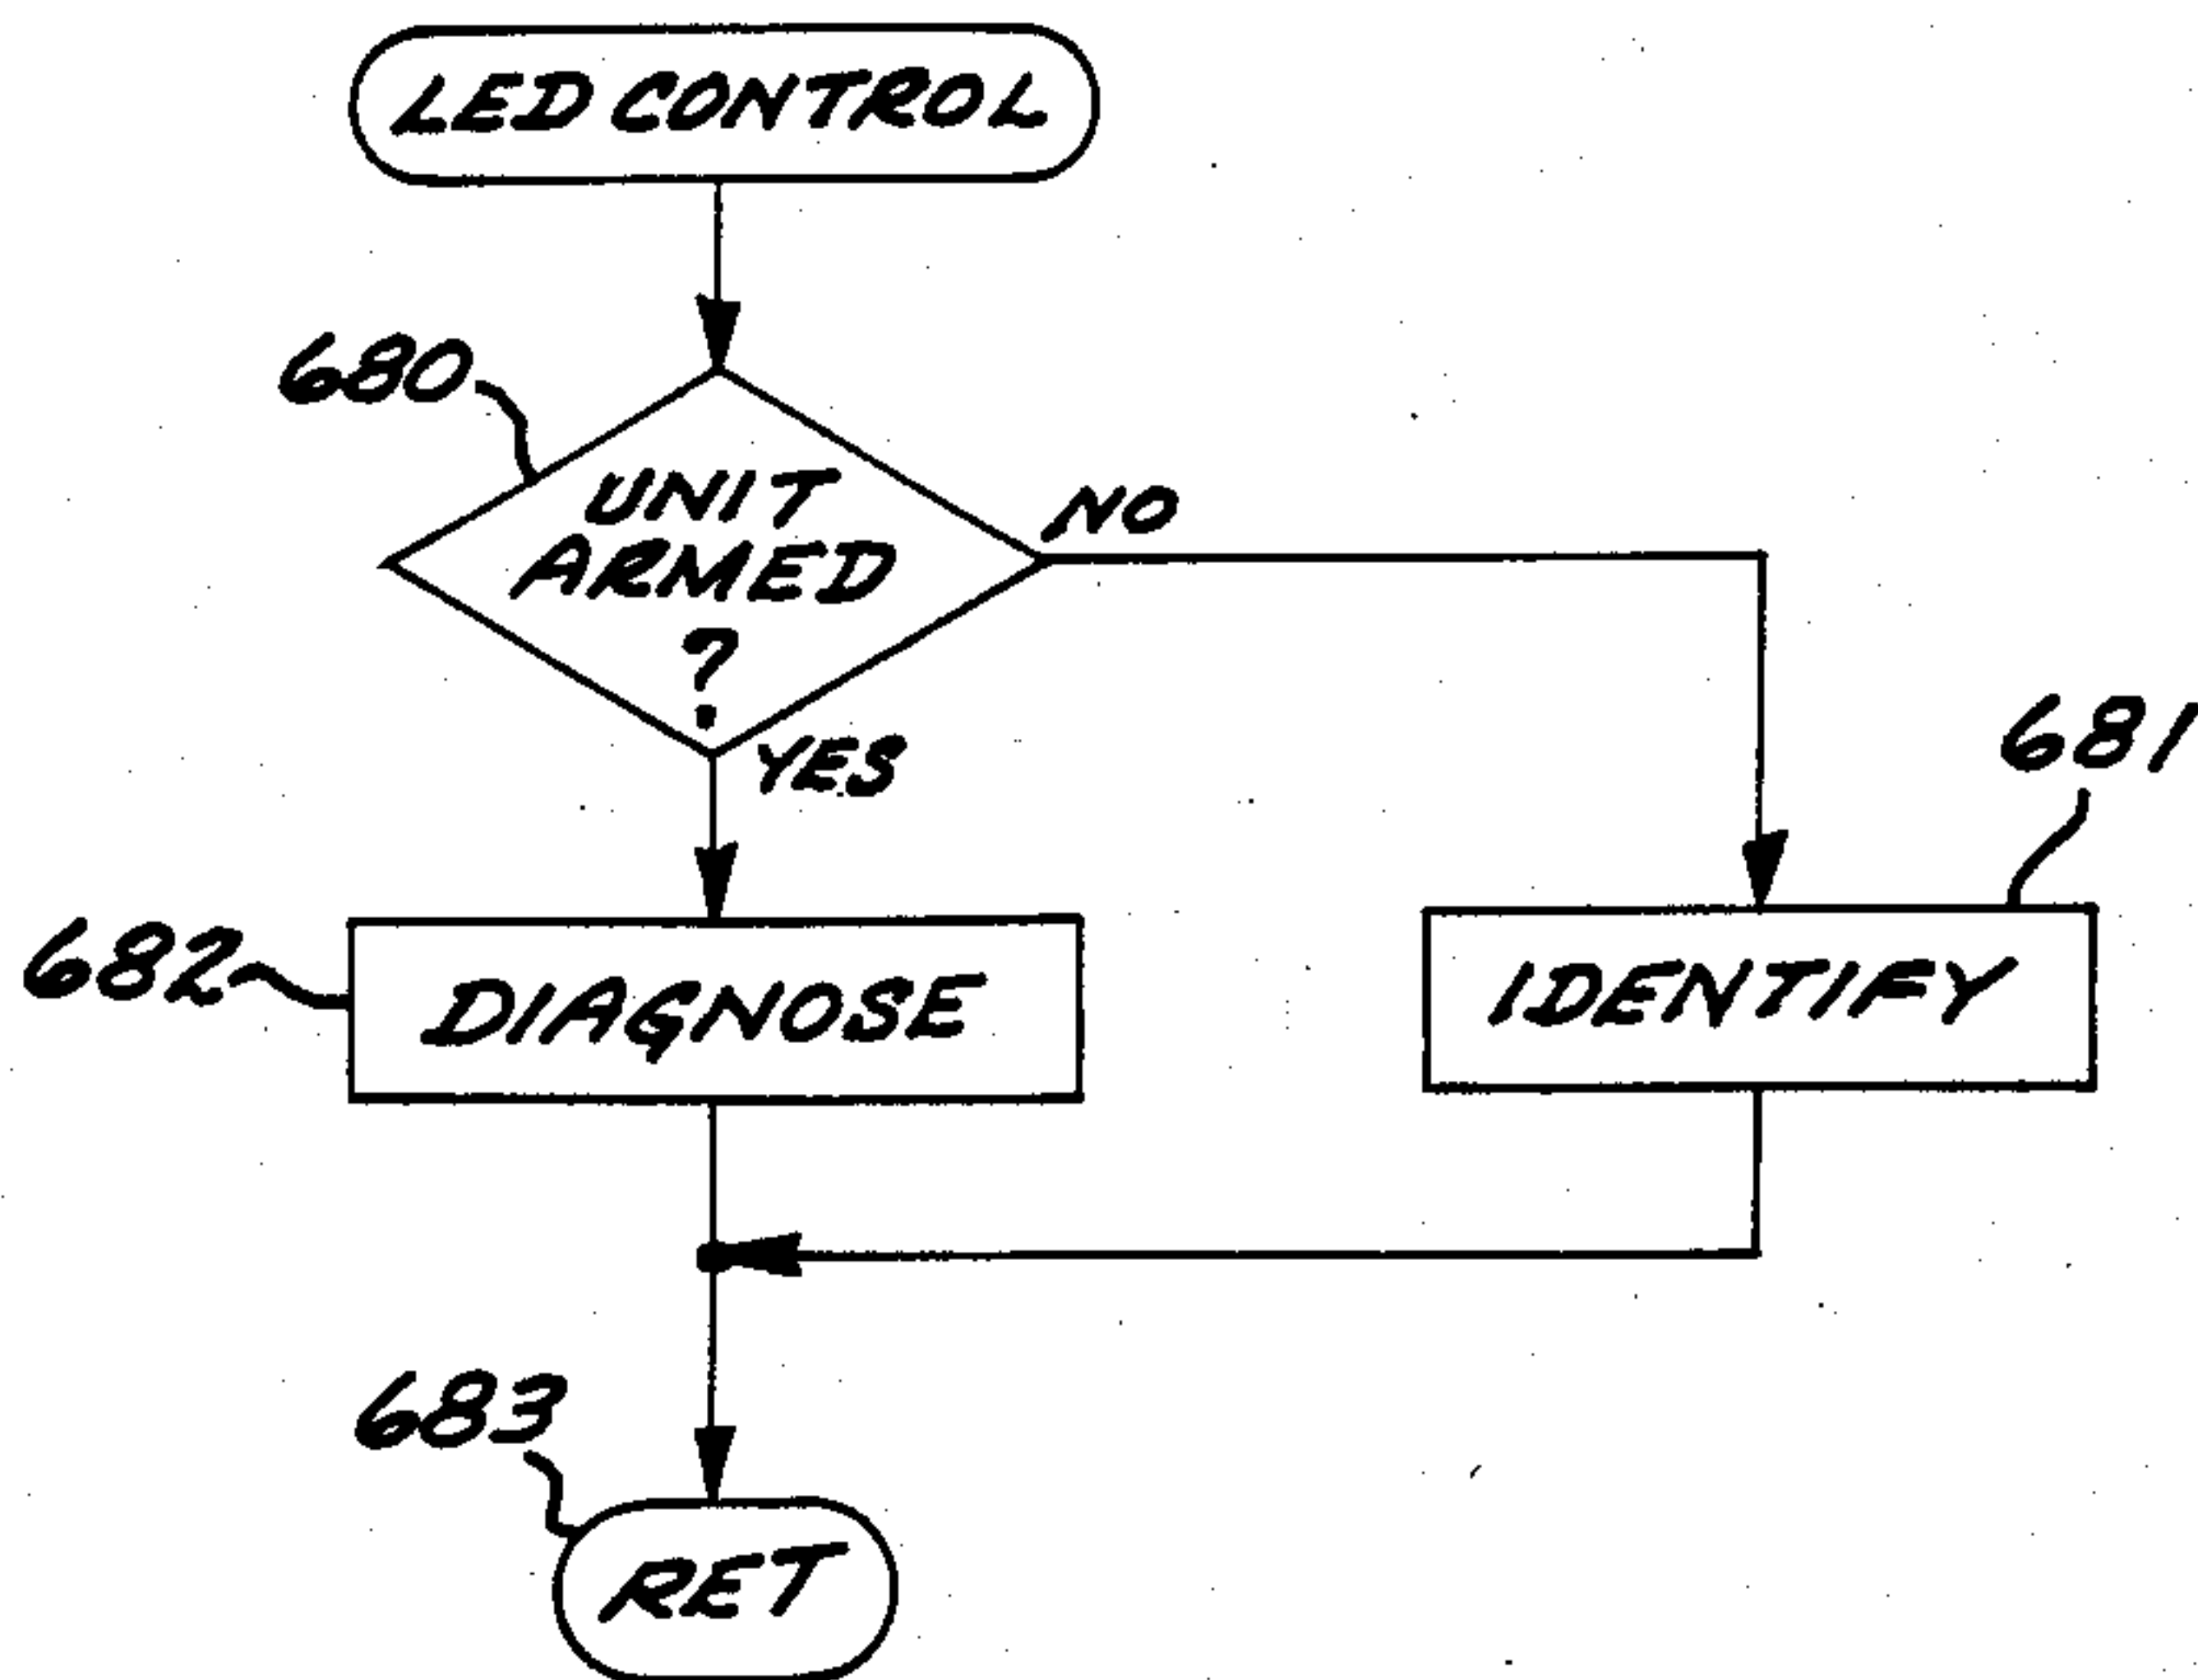 LED CONTROL
680
UNIT
ARMED
?
NO
YES
681
682
DIAGNOSE
IDENTIFY
683
RET